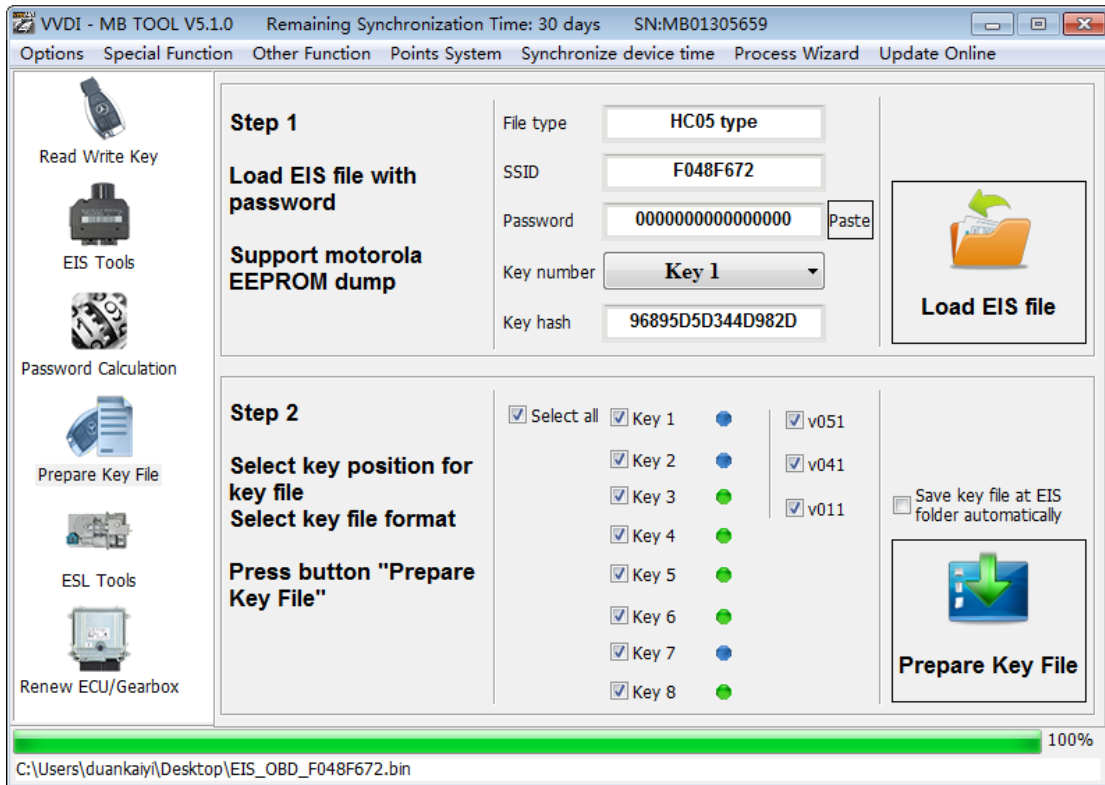 VVDI - MB TOOL V5.1.0 Remaining Synchronization Time: 30 days SN:MB01305659
Options Special Function Other Function Points System Synchronize device time Process Wizard Update Online
Read Write Key
EIS Tools
Password Calculation
Prepare Key File
ESL Tools
Renew ECU/Gearbox
Step 1
Load EIS file with
password
Support motorola
EEPROM dump
File type HC05 type
SSID F048F672
Password 0000000000000000 Paste
Key number Key 1
Key hash 96895D5D344D982D
Load EIS file
Step 2
Select key position for
key file
Select key file format
Press button "Prepare
Key File"
Select all
Key 1
Key 2
Key 3
Key 4
Key 5
Key 6
Key 7
Key 8
v051
v041
v011
Save key file at EIS
folder automatically
Prepare Key File
100%
C:\Users\duankaiyi\Desktop\EIS_OBD_F048F672.bin